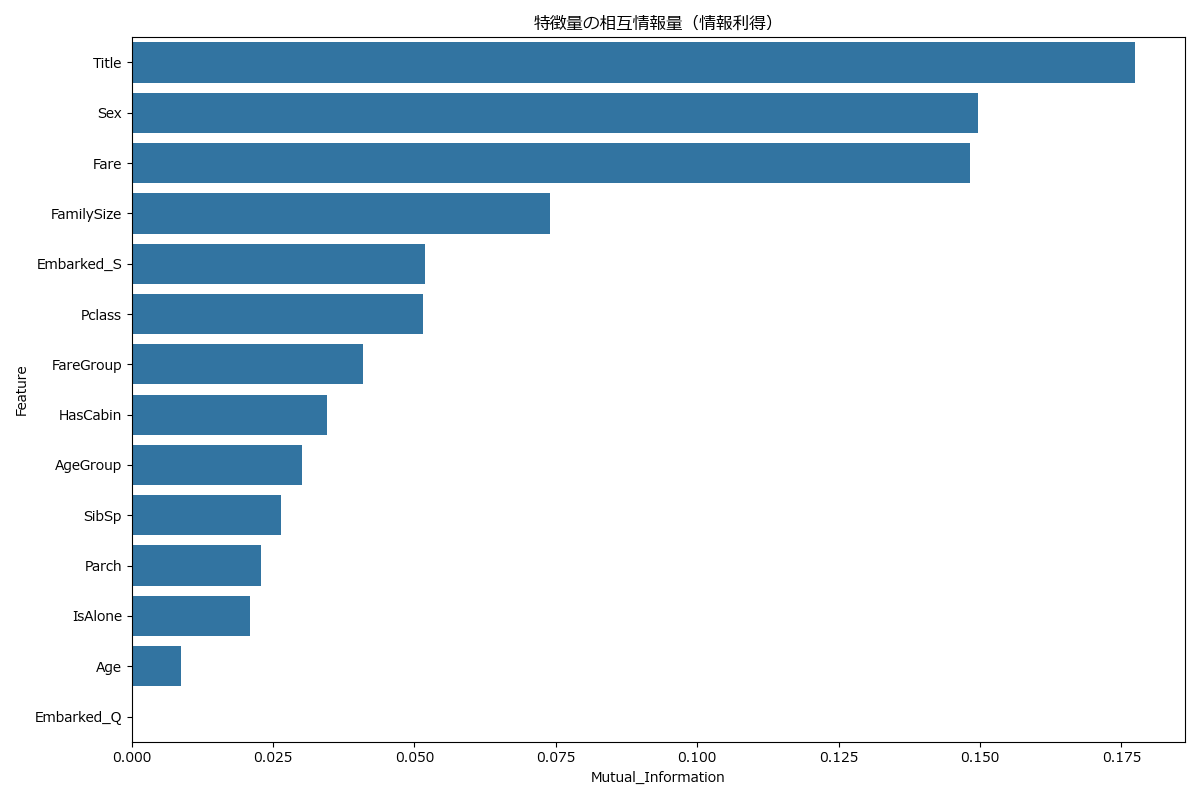 特徴量の相互情報量（情報利得）
Title
Sex
Fare
FamilySize
Embarked_S
Pclass
FareGroup
HasCabin
AgeGroup
SibSp
Parch
IsAlone
Age
Embarked_Q
Feature
0.000 0.025 0.050 0.075 0.100 0.125 0.150 0.175
Mutual_Information